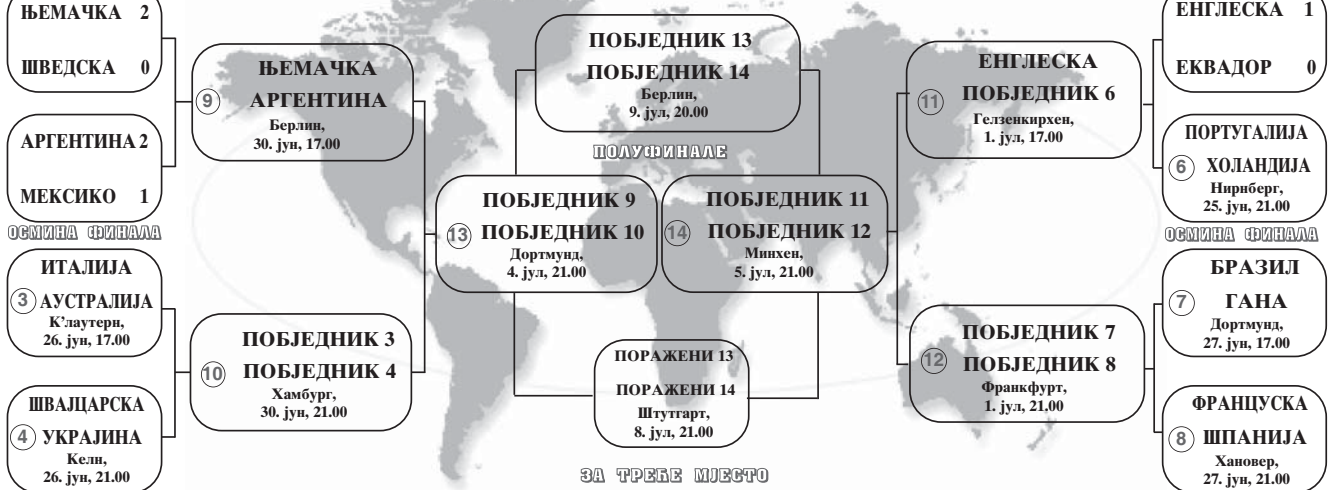 ЊЕМАЧКА 2
ШВЕДСКА 0
АРГЕНТИНА 2
МЕКСИКО 1
ОСМИНА ФИНАЛА
ИТАЛИЈА
3 АУСТРАЛИЈА
К’лаутерн,
26. јун, 17.00
ШВАЈЦАРСКА
4 УКРАЈИНА
Келн,
26. јун, 21.00
ЊЕМАЧКА
9 АРГЕНТИНА
Берлин,
30. јун, 17.00
ПОБЈЕДНИК 3
10 ПОБЈЕДНИК 4
Хамбург,
30. јун, 21.00
ПОБЈЕДНИК 13
ПОБЈЕДНИК 14
Берлин,
9. јул, 20.00
ПОЛУФИНАЛЕ
ПОБЈЕДНИК 9
13 ПОБЈЕДНИК 10
Дортмунд,
4. јул, 21.00
ПОБЈЕДНИК 11
14 ПОБЈЕДНИК 12
Минхен,
5. јул, 21.00
ПОРАЖЕНИ 13
ПОРАЖЕНИ 14
Штутгарт,
8. јул, 21.00
ЗА ТРЕЋЕ МЈЕСТО
ЕНГЛЕСКА
11 ПОБЈЕДНИК 6
Гелзенкирхен,
1. јул, 17.00
ПОБЈЕДНИК 7
12 ПОБЈЕДНИК 8
Франкфурт,
1. јул, 21.00
ЕНГЛЕСКА 1
ЕКВАДОР 0
ПОРТУГАЛИЈА
6 ХОЛАНДИЈА
Нирнберг,
25. јун, 21.00
ОСМИНА ФИНАЛА
БРАЗИЛ
7 ГАНА
Дортмунд,
27. јун, 17.00
ФРАНЦУСКА
8 ШПАНИЈА
Хановер,
27. јун, 21.00